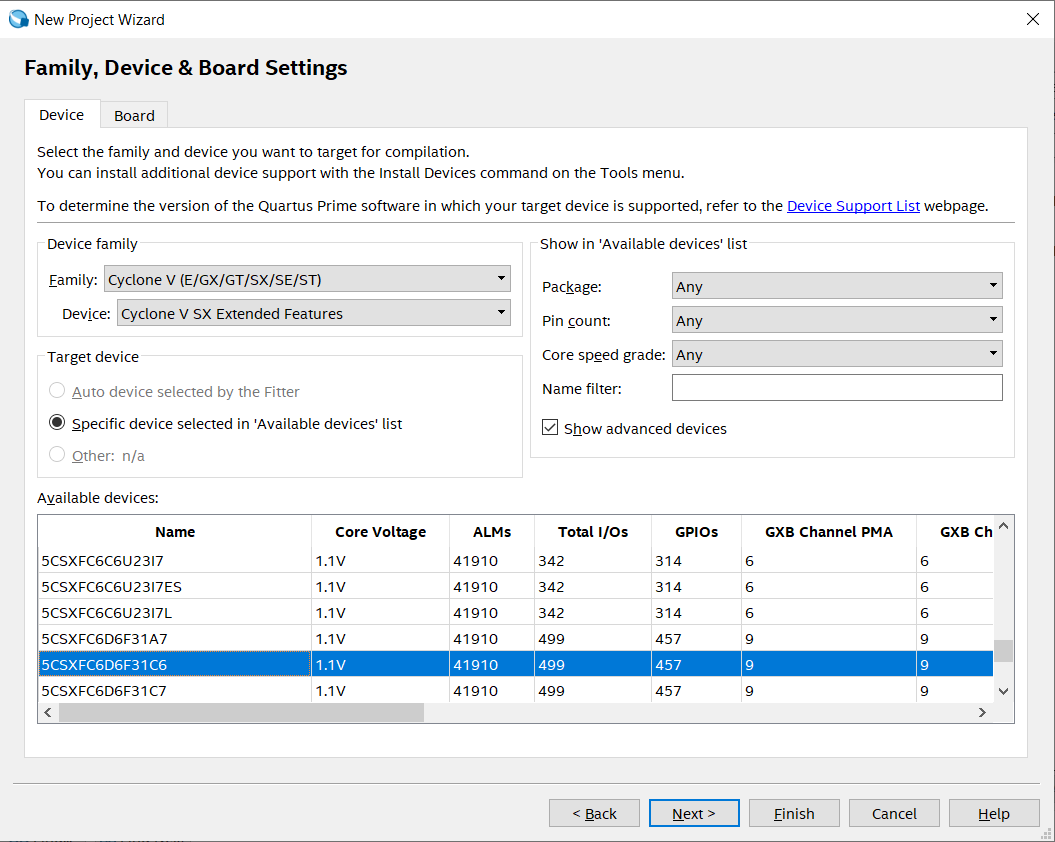 New Project Wizard
Family, Device & Board Settings
Device Board
Select the family and device you want to target for compilation.
You can install additional device support with the Install Devices command on the Tools menu.
To determine the version of the Quartus Prime software in which your target device is supported, refer to the Device Support List webpage.
Device family
Family: Cyclone V (E/GX/GT/SX/SE/ST)
Device: Cyclone V SX Extended Features
Target device
Auto device selected by the Fitter
Specific device selected in 'Available devices' list
Other: n/a
Show in 'Available devices' list
Package: Any
Pin count: Any
Core speed grade: Any
Name filter:
Show advanced devices
Available devices:
Name Core Voltage ALMs Total I/Os GPIOs GXB Channel PMA GXB Ch
5CSXFC6C6U23I7 1.1V 41910 342 314 6 6
5CSXFC6C6U23I7ES 1.1V 41910 342 314 6 6
5CSXFC6C6U23I7L 1.1V 41910 342 314 6 6
5CSXFC6D6F31A7 1.1V 41910 499 457 9 9
5CSXFC6D6F31C6 1.1V 41910 499 457 9 9
5CSXFC6D6F31C7 1.1V 41910 499 457 9 9
< Back Next > Finish Cancel Help